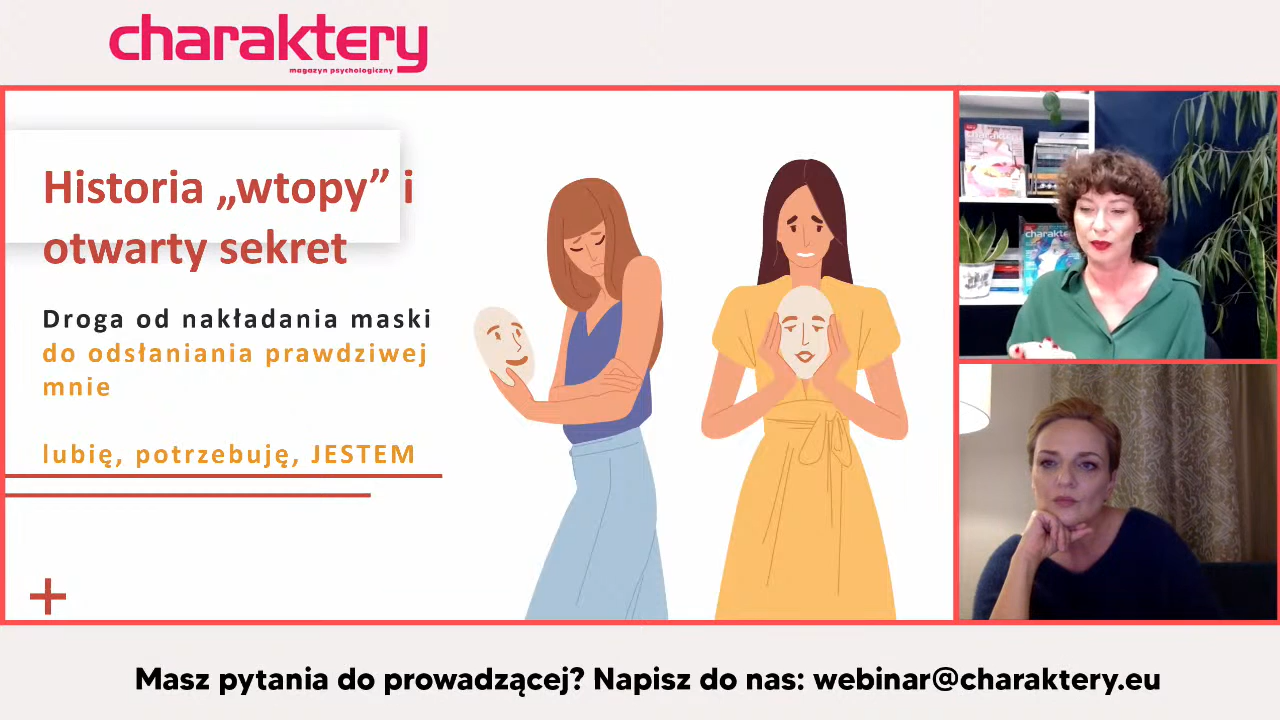 charaktery
magazyn psychologiczny
Historia „wtopy” i
otwarty sekret
Droga od nakładania maski
do odsłaniania prawdziwej
mnie
lubię, potrzebuję, JESTEM
charaktery
Masz pytania do prowadzącej? Napisz do nas: webinar@charaktery.eu